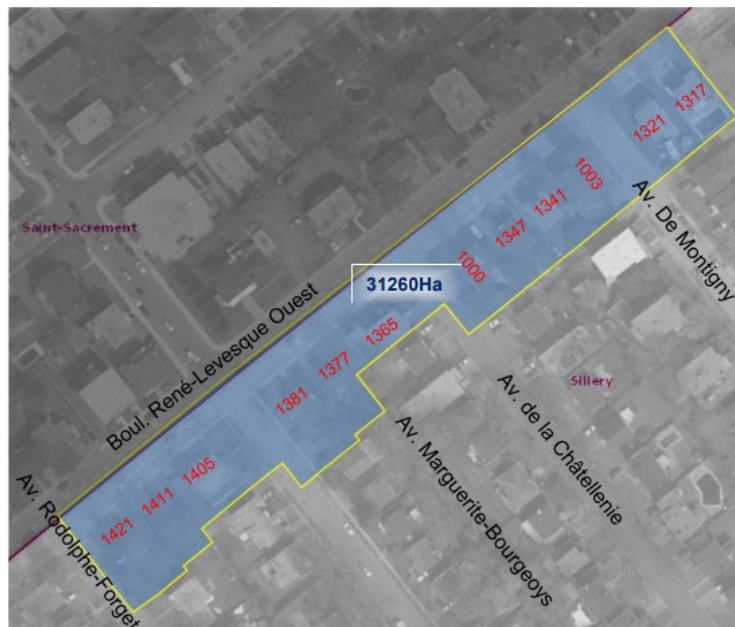 1317
1321
1003
Av. De Montigny
1341
1347
Saint-Sacrement
1000
31260Ha
Boul. René-Levesque Ouest
1365
1377
Sillery
1381
Av. de la Châtellenie
Av. Marguerite-Bourgeoys
1405
1411
1421
Av. Rodolphe-Forget